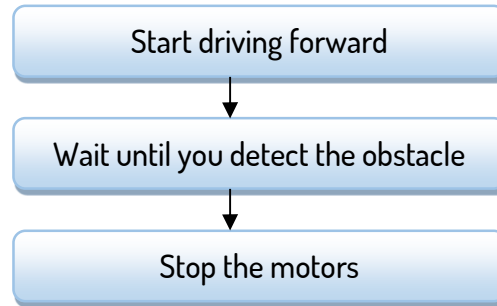 Start driving forward
Wait until you detect the obstacle
Stop the motors